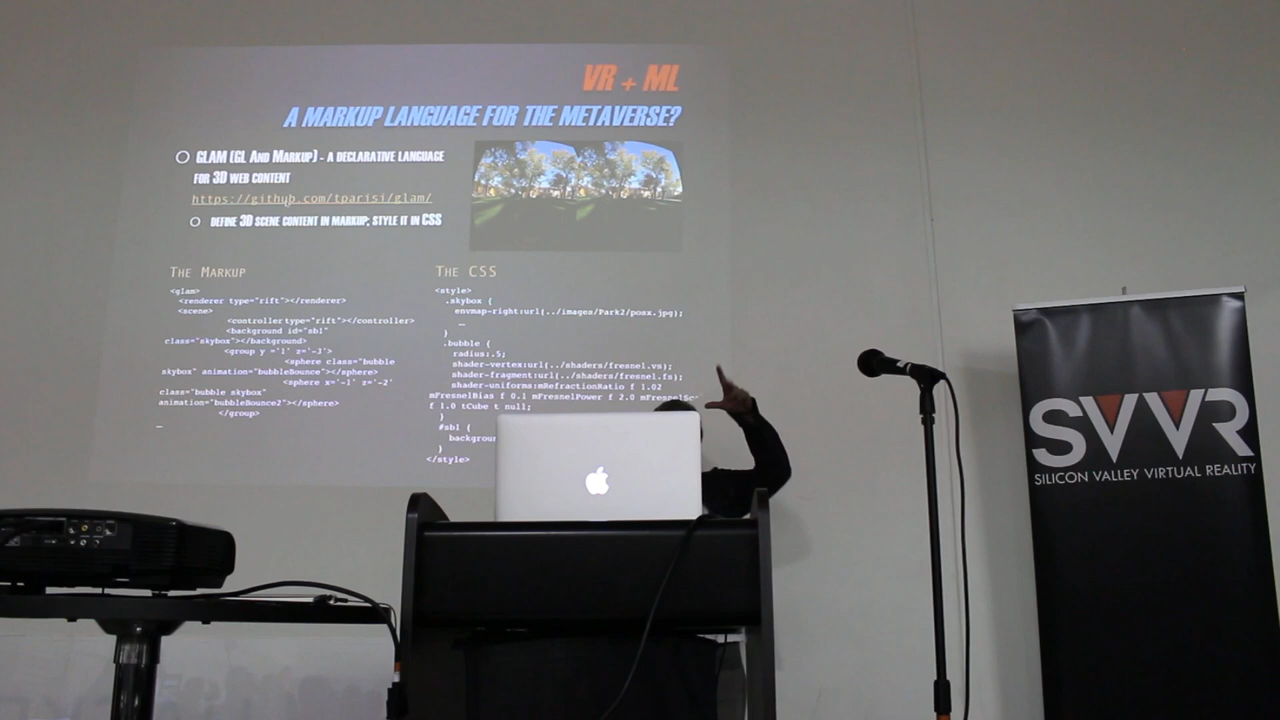 VR + ML
A MARKUP LANGUAGE FOR THE METAVERSE?
GLAM (GL AND MARKUP) - A DECLARATIVE LANGUAGE
FOR 3D WEB CONTENT
https://github.com/tparisi/glam/
DEFINE 3D SCENE CONTENT IN MARKUP; STYLE IT IN CSS
THE MARKUP
<glam>
<renderer type="rift"></renderer>
<scene>
<controller type="rift"></controller>
<background id="sb1"
class="skybox"></background>
<group y ='1' z='-3'>
<sphere class="bubble
skybox" animation="bubbleBounce"></sphere>
<sphere x='-1' z='-2'
class="bubble skybox"
animation="bubbleBounce2"></sphere>
</group>
THE CSS
<style>
.skybox {
envmap-right:url(../images/Park2/posx.jpg);
…
}
.bubble {
radius:.5;
shader-vertex:url(../shaders/fresnel.vs);
shader-fragment:url(../shaders/fresnel.fs);
shader-uniforms:mRefractionRatio f 1.02
mFresnelBias f 0.1 mFresnelPower f 2.0
f 1.0 tCube t null;
}
#sb1 {
}
</style>
SVVR
SILICON VALLEY VIRTUAL REALITY